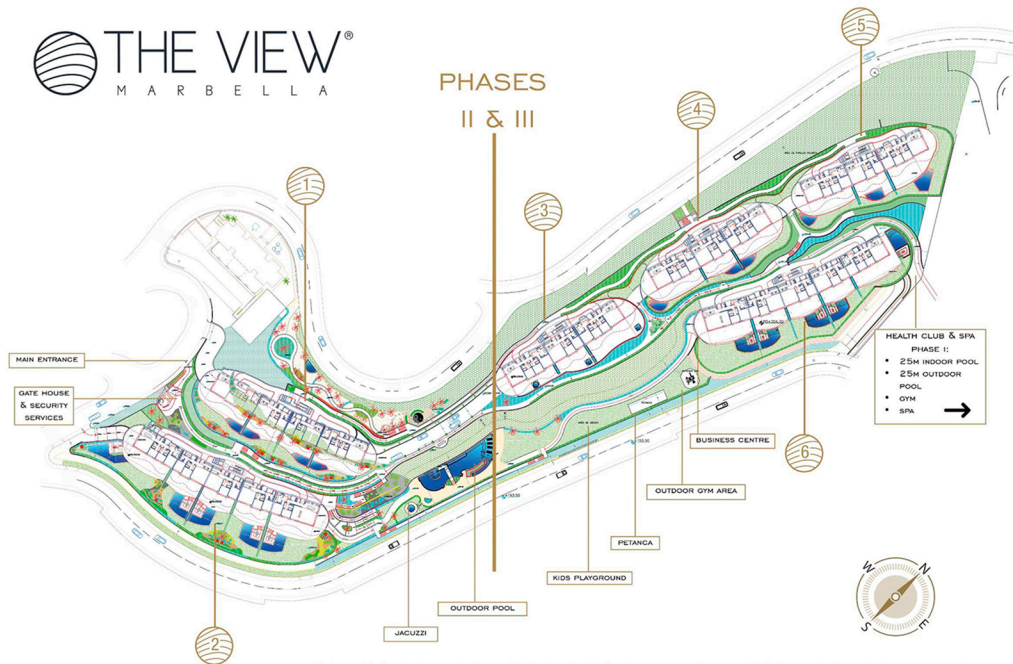 THE VIEW®
MARBELLA
PHASES
II & III
1
2
3
4
5
6
MAIN ENTRANCE
GATE HOUSE
& SECURITY
SERVICES
HEALTH CLUB & SPA
PHASE I:
• 25M INDOOR POOL
• 25M OUTDOOR
POOL
• GYM
• SPA
BUSINESS CENTRE
OUTDOOR GYM AREA
PETANCA
KIDS PLAYGROUND
OUTDOOR POOL
JACUZZI
N
W
E
S